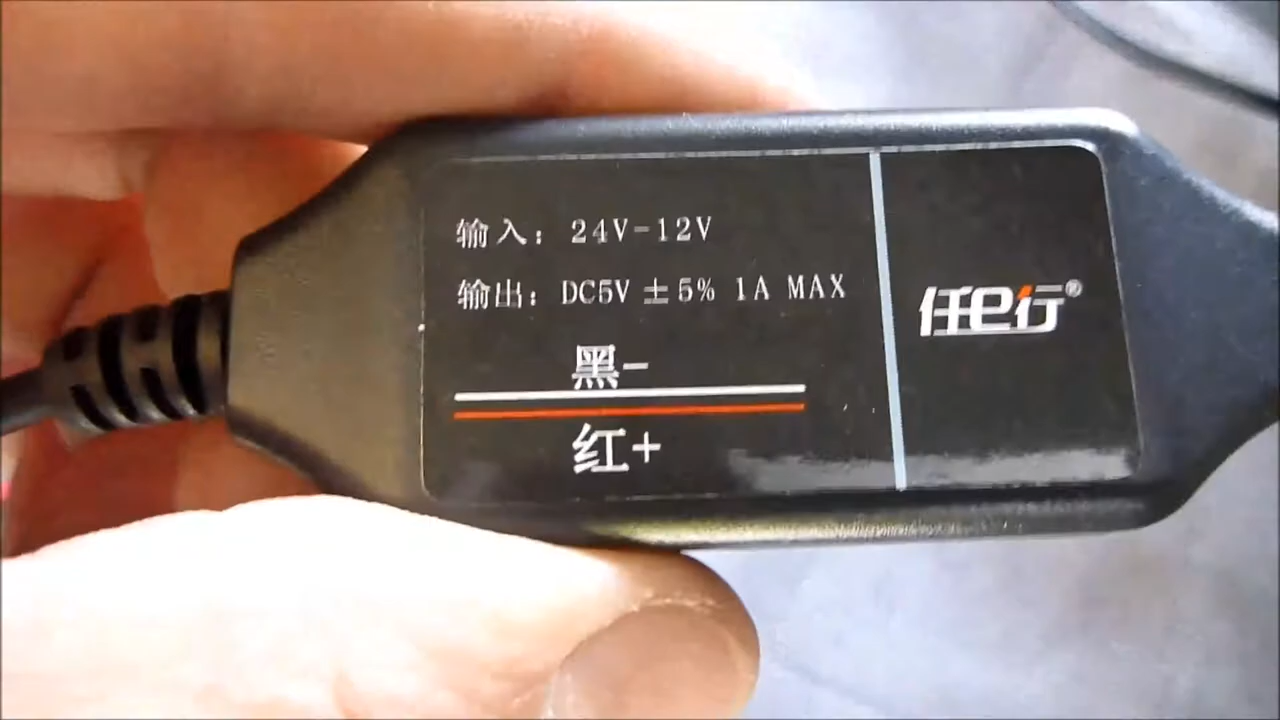 输入：24V-12V
输出：DC5V ±5% 1A MAX
黑-
红+
任E行®